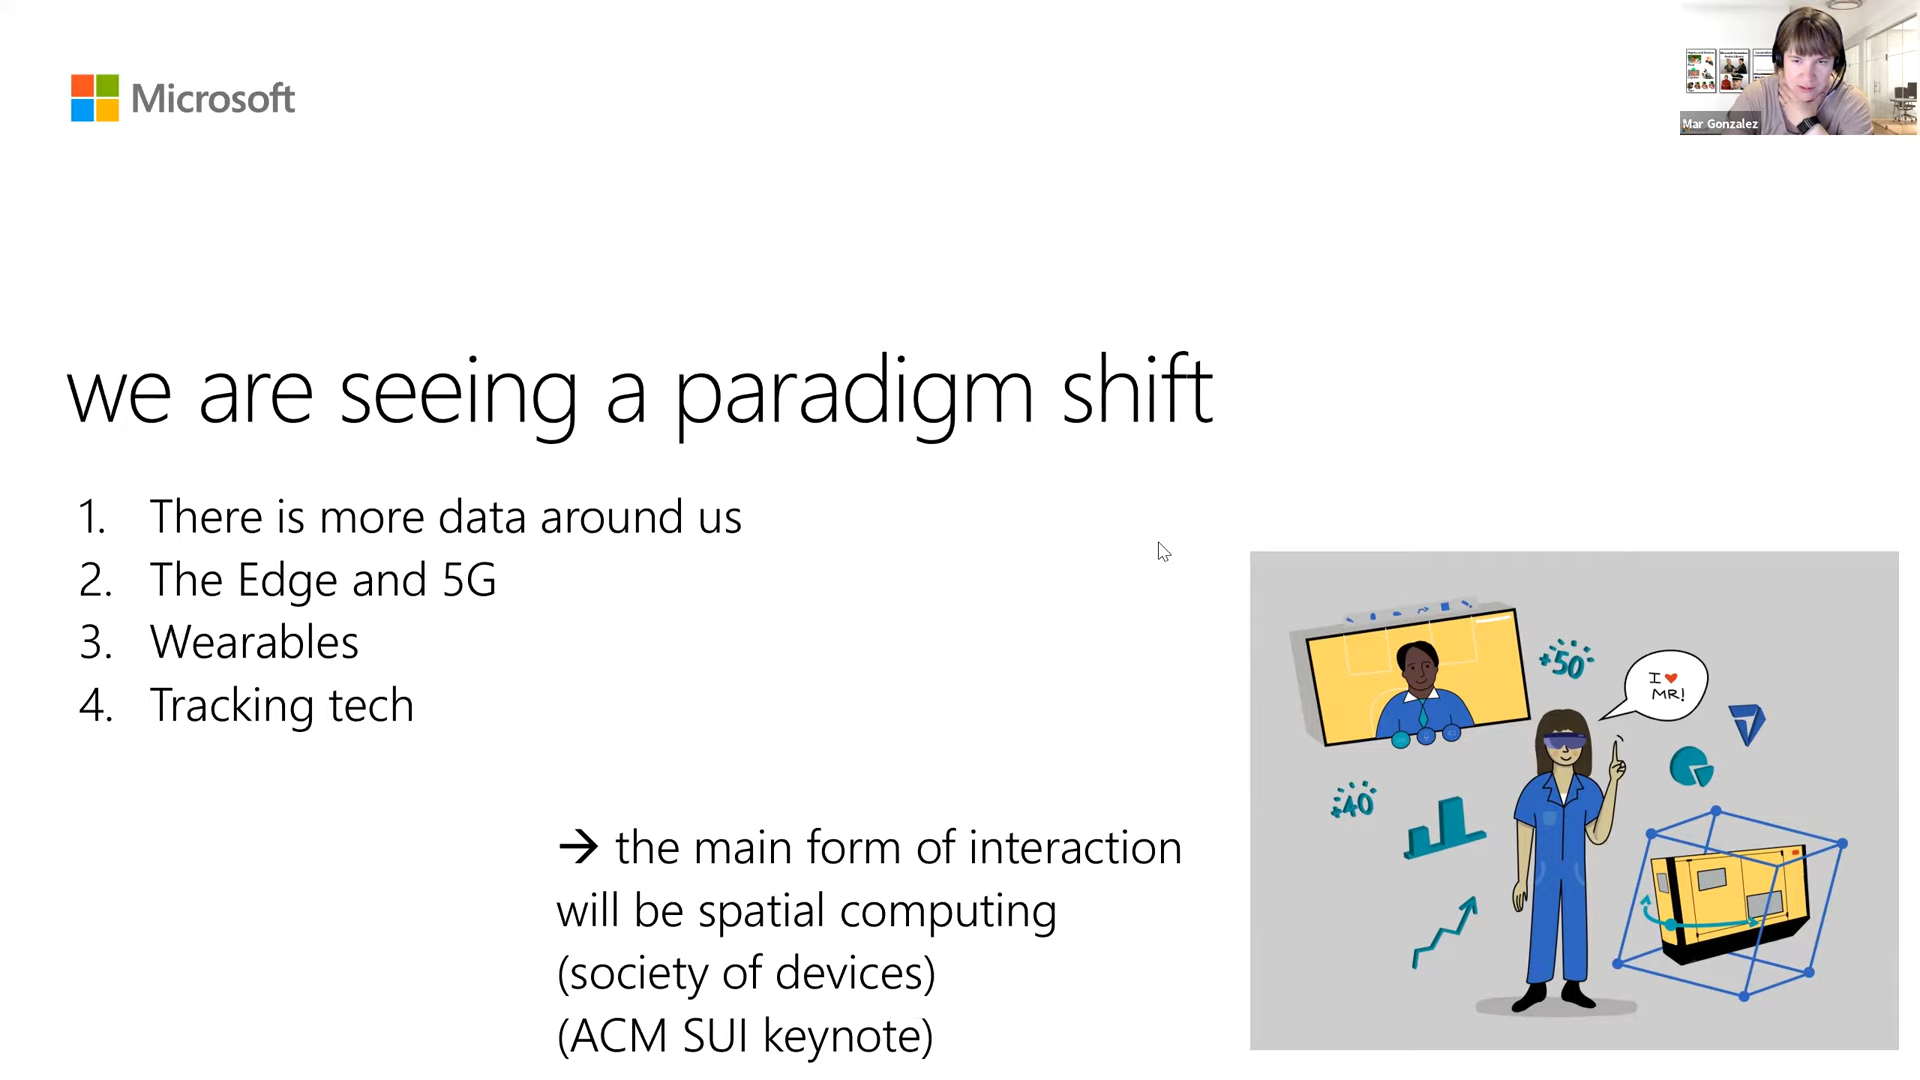 Microsoft
Mar Gonzalez
we are seeing a paradigm shift
1. There is more data around us
2. The Edge and 5G
3. Wearables
4. Tracking tech
→ the main form of interaction
will be spatial computing
(society of devices)
(ACM SUI keynote)
+50
I ♥
MR!
+40